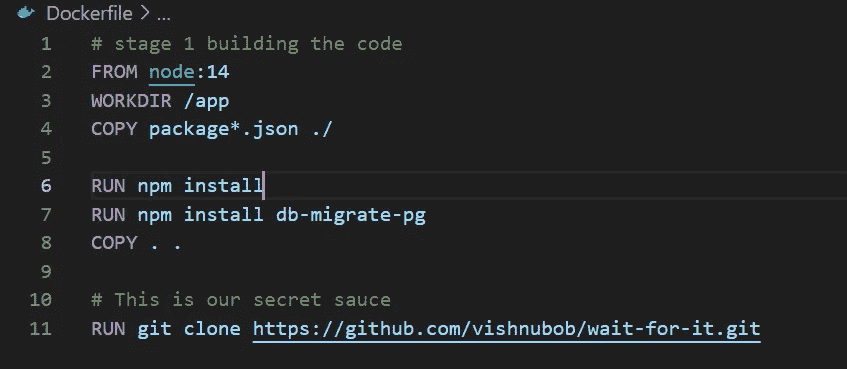 Dockerfile > ...
1 # stage 1 building the code
2 FROM node:14
3 WORKDIR /app
4 COPY package*.json ./
5
6 RUN npm install
7 RUN npm install db-migrate-pg
8 COPY . .
9
10 # This is our secret sauce
11 RUN git clone https://github.com/vishnubob/wait-for-it.git